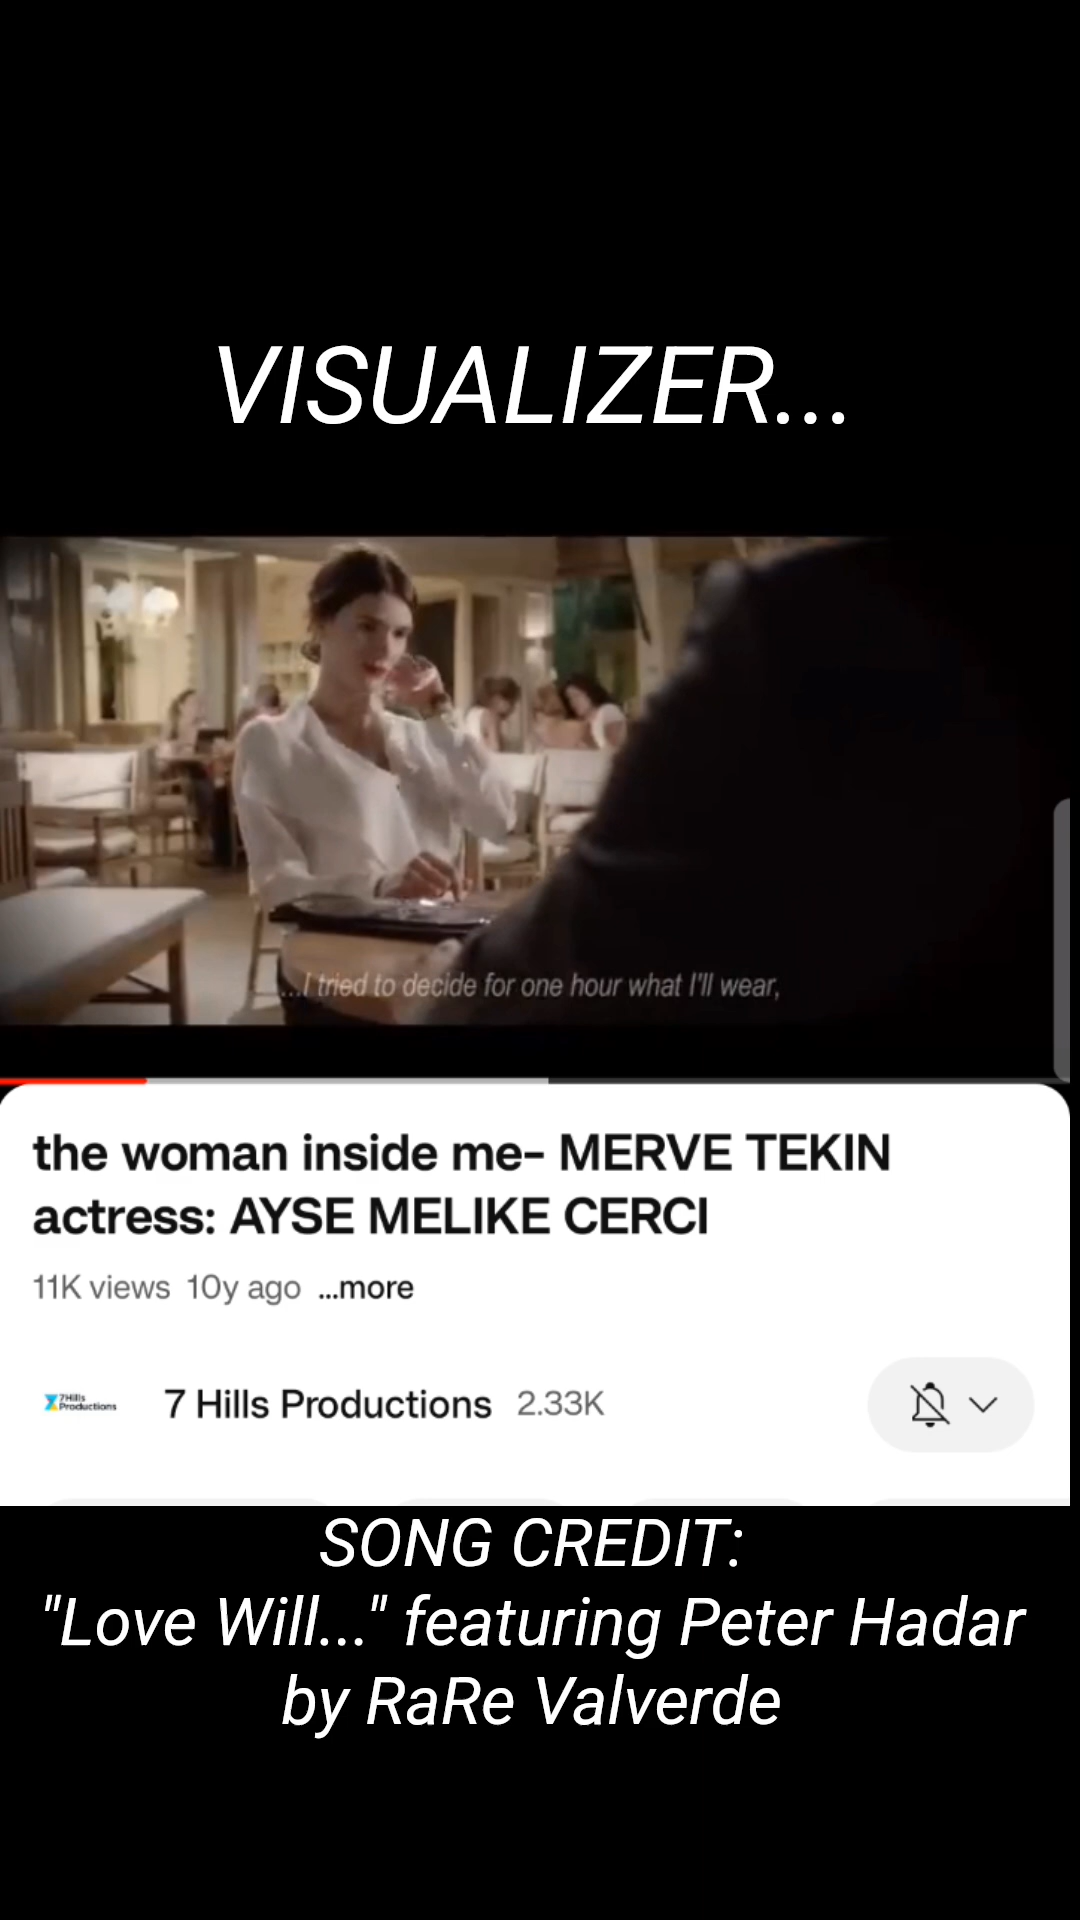 VISUALIZER...
...I tried to decide for one hour what I'll wear,
the woman inside me- MERVE TEKIN
actress: AYSE MELIKE CERCI
11K views 10y ago ...more
7Hills
Productions
7 Hills Productions 2.33K
SONG CREDIT:
"Love Will..." featuring Peter Hadar
by RaRe Valverde